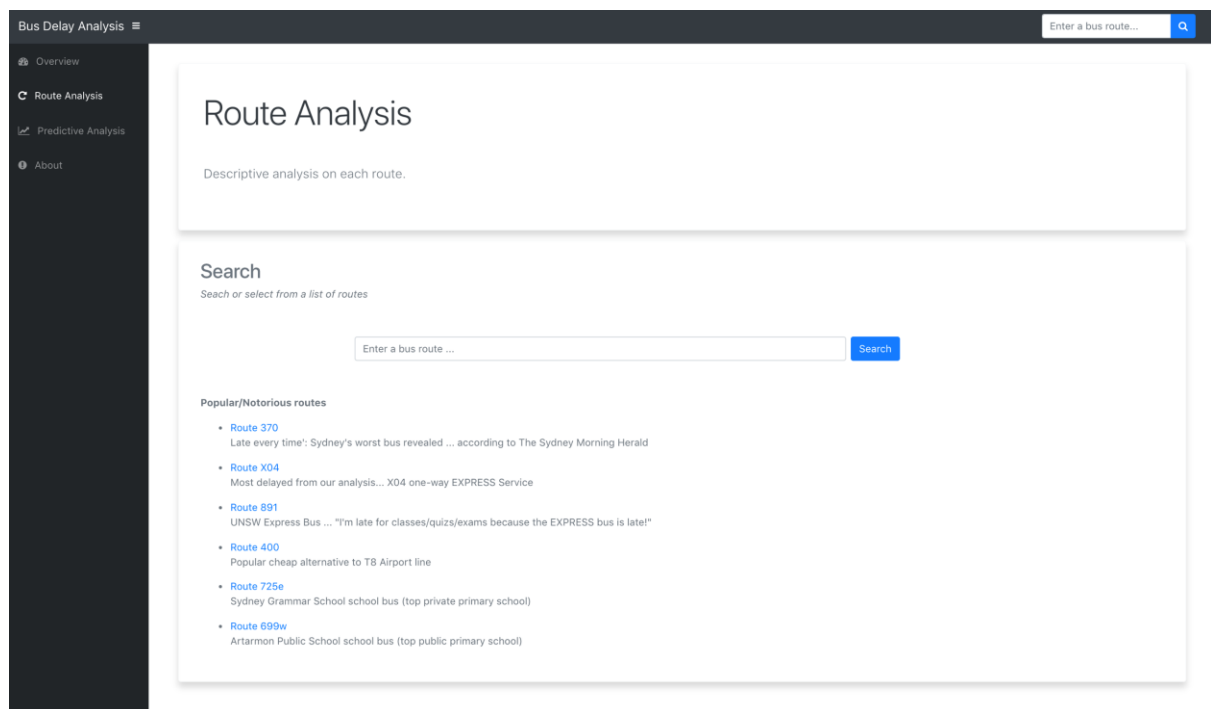 Bus Delay Analysis
Enter a bus route...
Overview
Route Analysis
Predictive Analysis
About
Route Analysis
Descriptive analysis on each route.
Search
Seach or select from a list of routes
Enter a bus route ...
Search
Popular/Notorious routes
Route 370
Late every time': Sydney's worst bus revealed ... according to The Sydney Morning Herald
Route X04
Most delayed from our analysis... X04 one-way EXPRESS Service
Route 891
UNSW Express Bus ... "I'm late for classes/quizs/exams because the EXPRESS bus is late!"
Route 400
Popular cheap alternative to T8 Airport line
Route 725e
Sydney Grammar School school bus (top private primary school)
Route 699w
Artarmon Public School school bus (top public primary school)